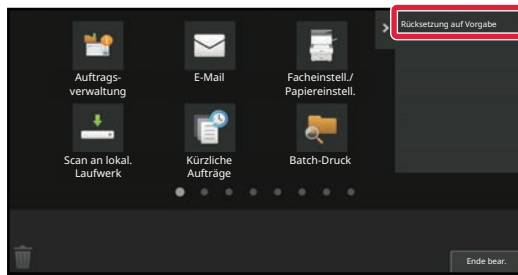 Rücksetzung auf Vorgabe
Auftrags-
verwaltung
E-Mail
Facheinstell./
Papiereinstell.
Scan an lokal.
Laufwerk
Kürzliche
Aufträge
Batch-Druck
Ende bear.